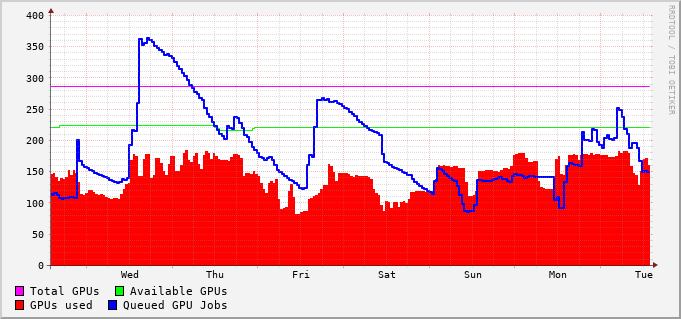 400
350
300
250
200
150
100
50
0
Wed Thu Fri Sat Sun Mon Tue
Total GPUs Available GPUs
GPUs used Queued GPU Jobs
RRDTOOL / TOBI OETIKER